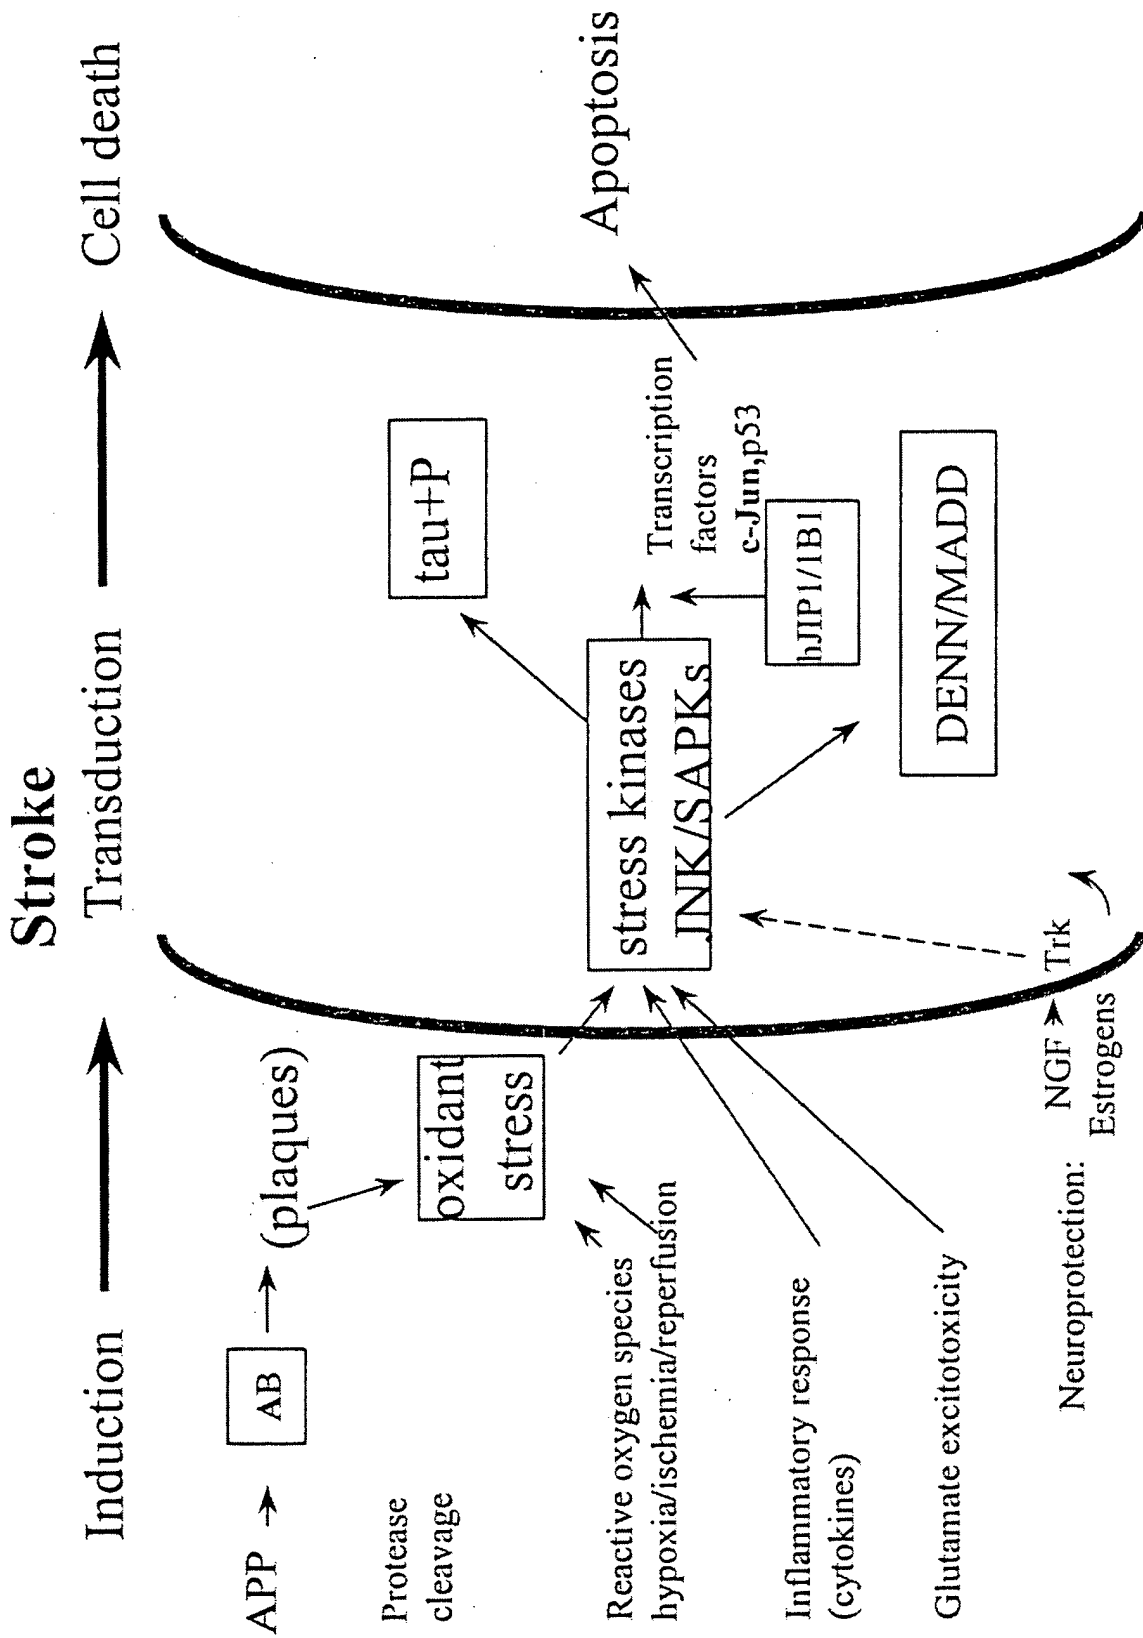 Stroke
Induction
Transduction
Cell death
APP
AB
(plaques)
Protease
cleavage
oxidant
stress
Reactive oxygen species
hypoxia/ischemia/reperfusion
Inflammatory response
(cytokines)
Glutamate excitotoxicity
Neuroprotection:
NGF
Trk
Estrogens
stress kinases
JNK/SAPKs
tau+P
Transcription
factors
c-Jun,p53
hJIP1/1B1
DENN/MADD
Apoptosis